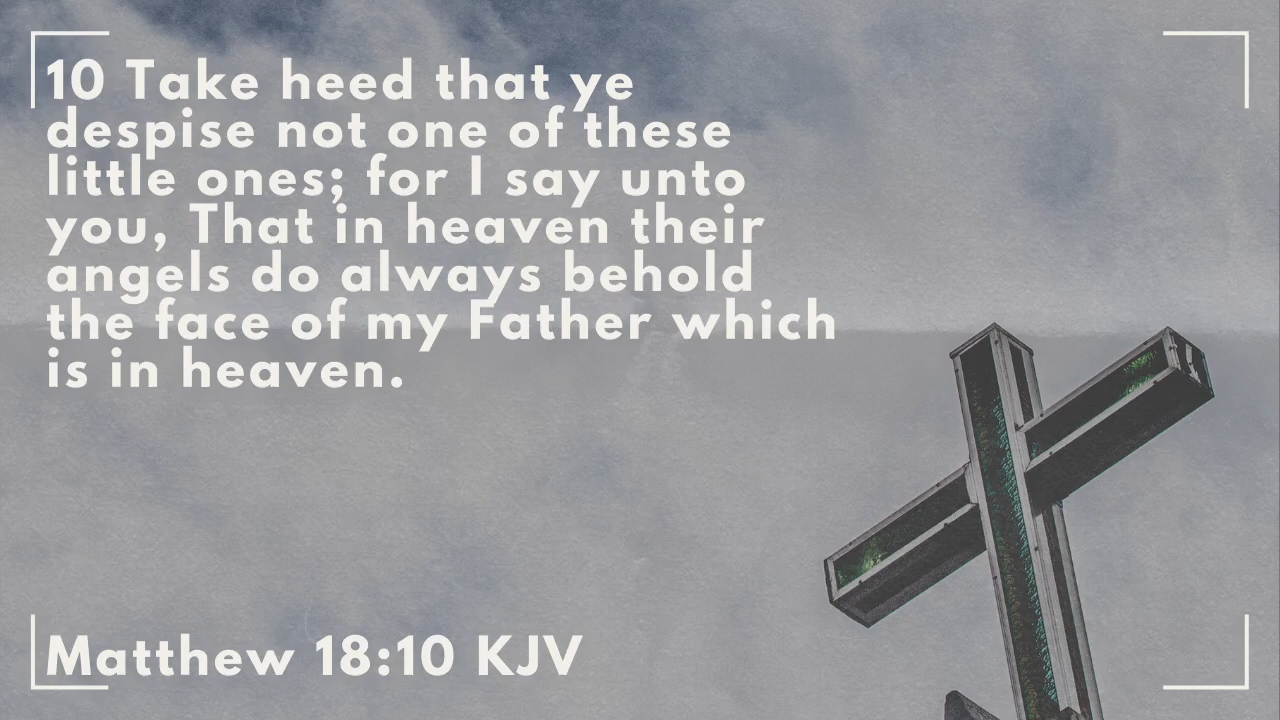 10 Take heed that ye
despise not one of these
little ones; for I say unto
you, That in heaven their
angels do always behold
the face of my Father which
is in heaven.
Matthew 18:10 KJV